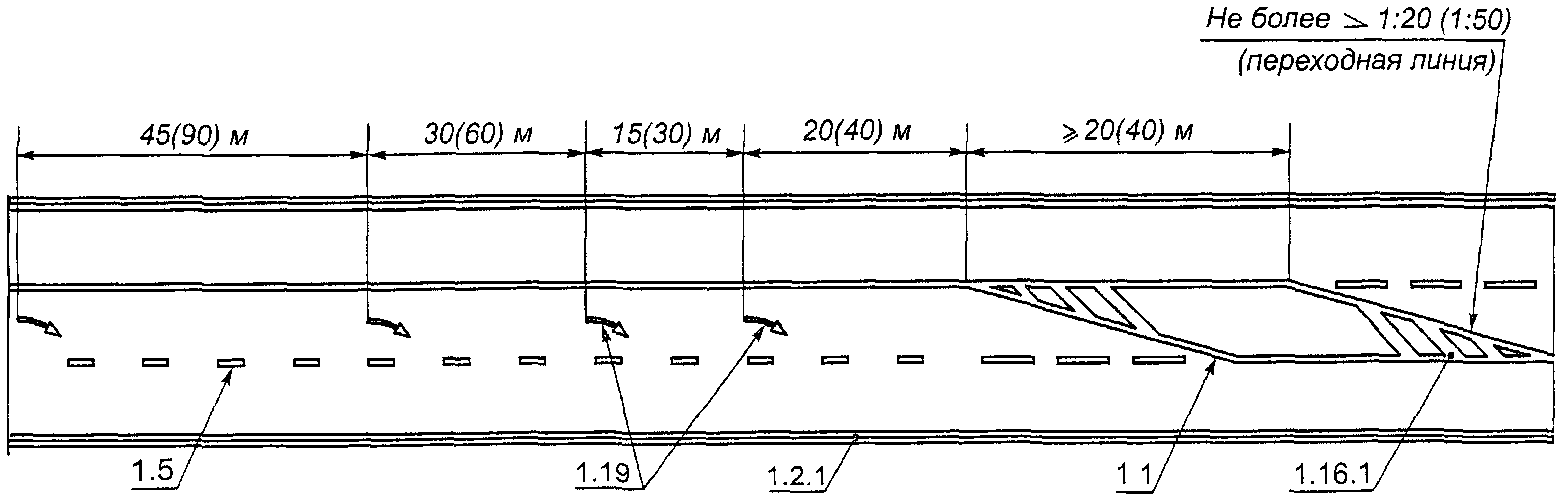 Не более ⦣ 1:20 (1:50)
(переходная линия)
45(90) м
30(60) м
15(30) м
20(40) м
⩾20(40) м
1.5
1.19
1.2.1
1 1
1.16.1